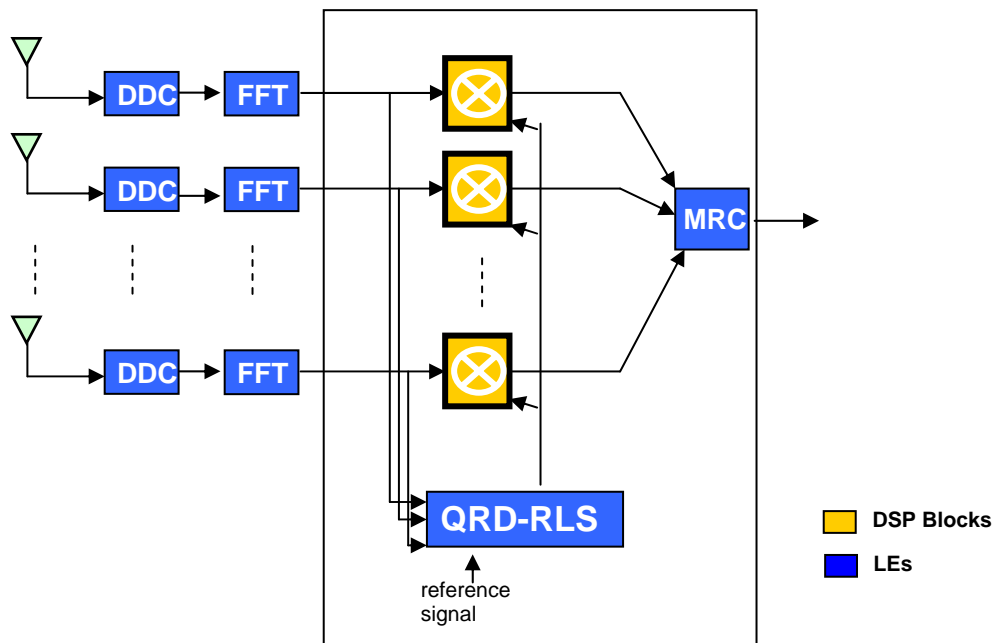 DDC FFT
DDC FFT
MRC
DDC FFT
QRD-RLS
reference
signal
DSP Blocks
LEs